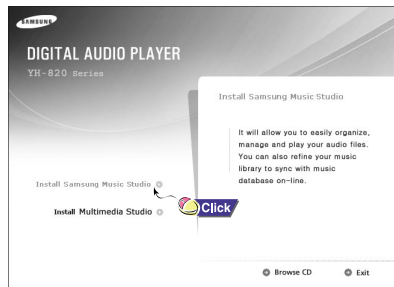 SAMSUNG
DIGITAL AUDIO PLAYER
YH-820 Series
Install Samsung Music Studio
It will allow you to easily organize,
manage and play your audio files.
You can also refine your music
library to sync with music
database on-line.
Install Samsung Music Studio
Click
Install Multimedia Studio
Browse CD
Exit